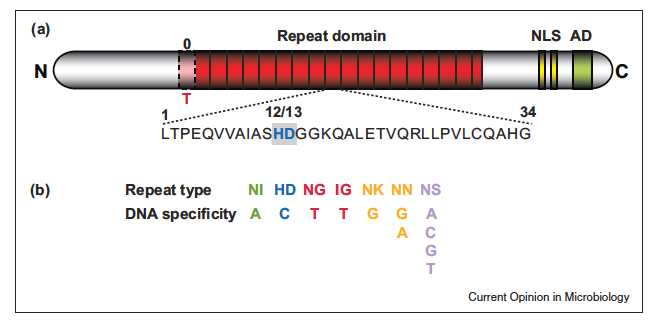 (a)
0
Repeat domain
NLS AD
N
C
T
1
12/13
34
LTPEQVVAIASHDGGKQALETVQRLLPVLCQAHG
(b)
Repeat type NI HD NG IG NK NN NS
DNA specificity A C T T G G A
A C
G
T
Current Opinion in Microbiology